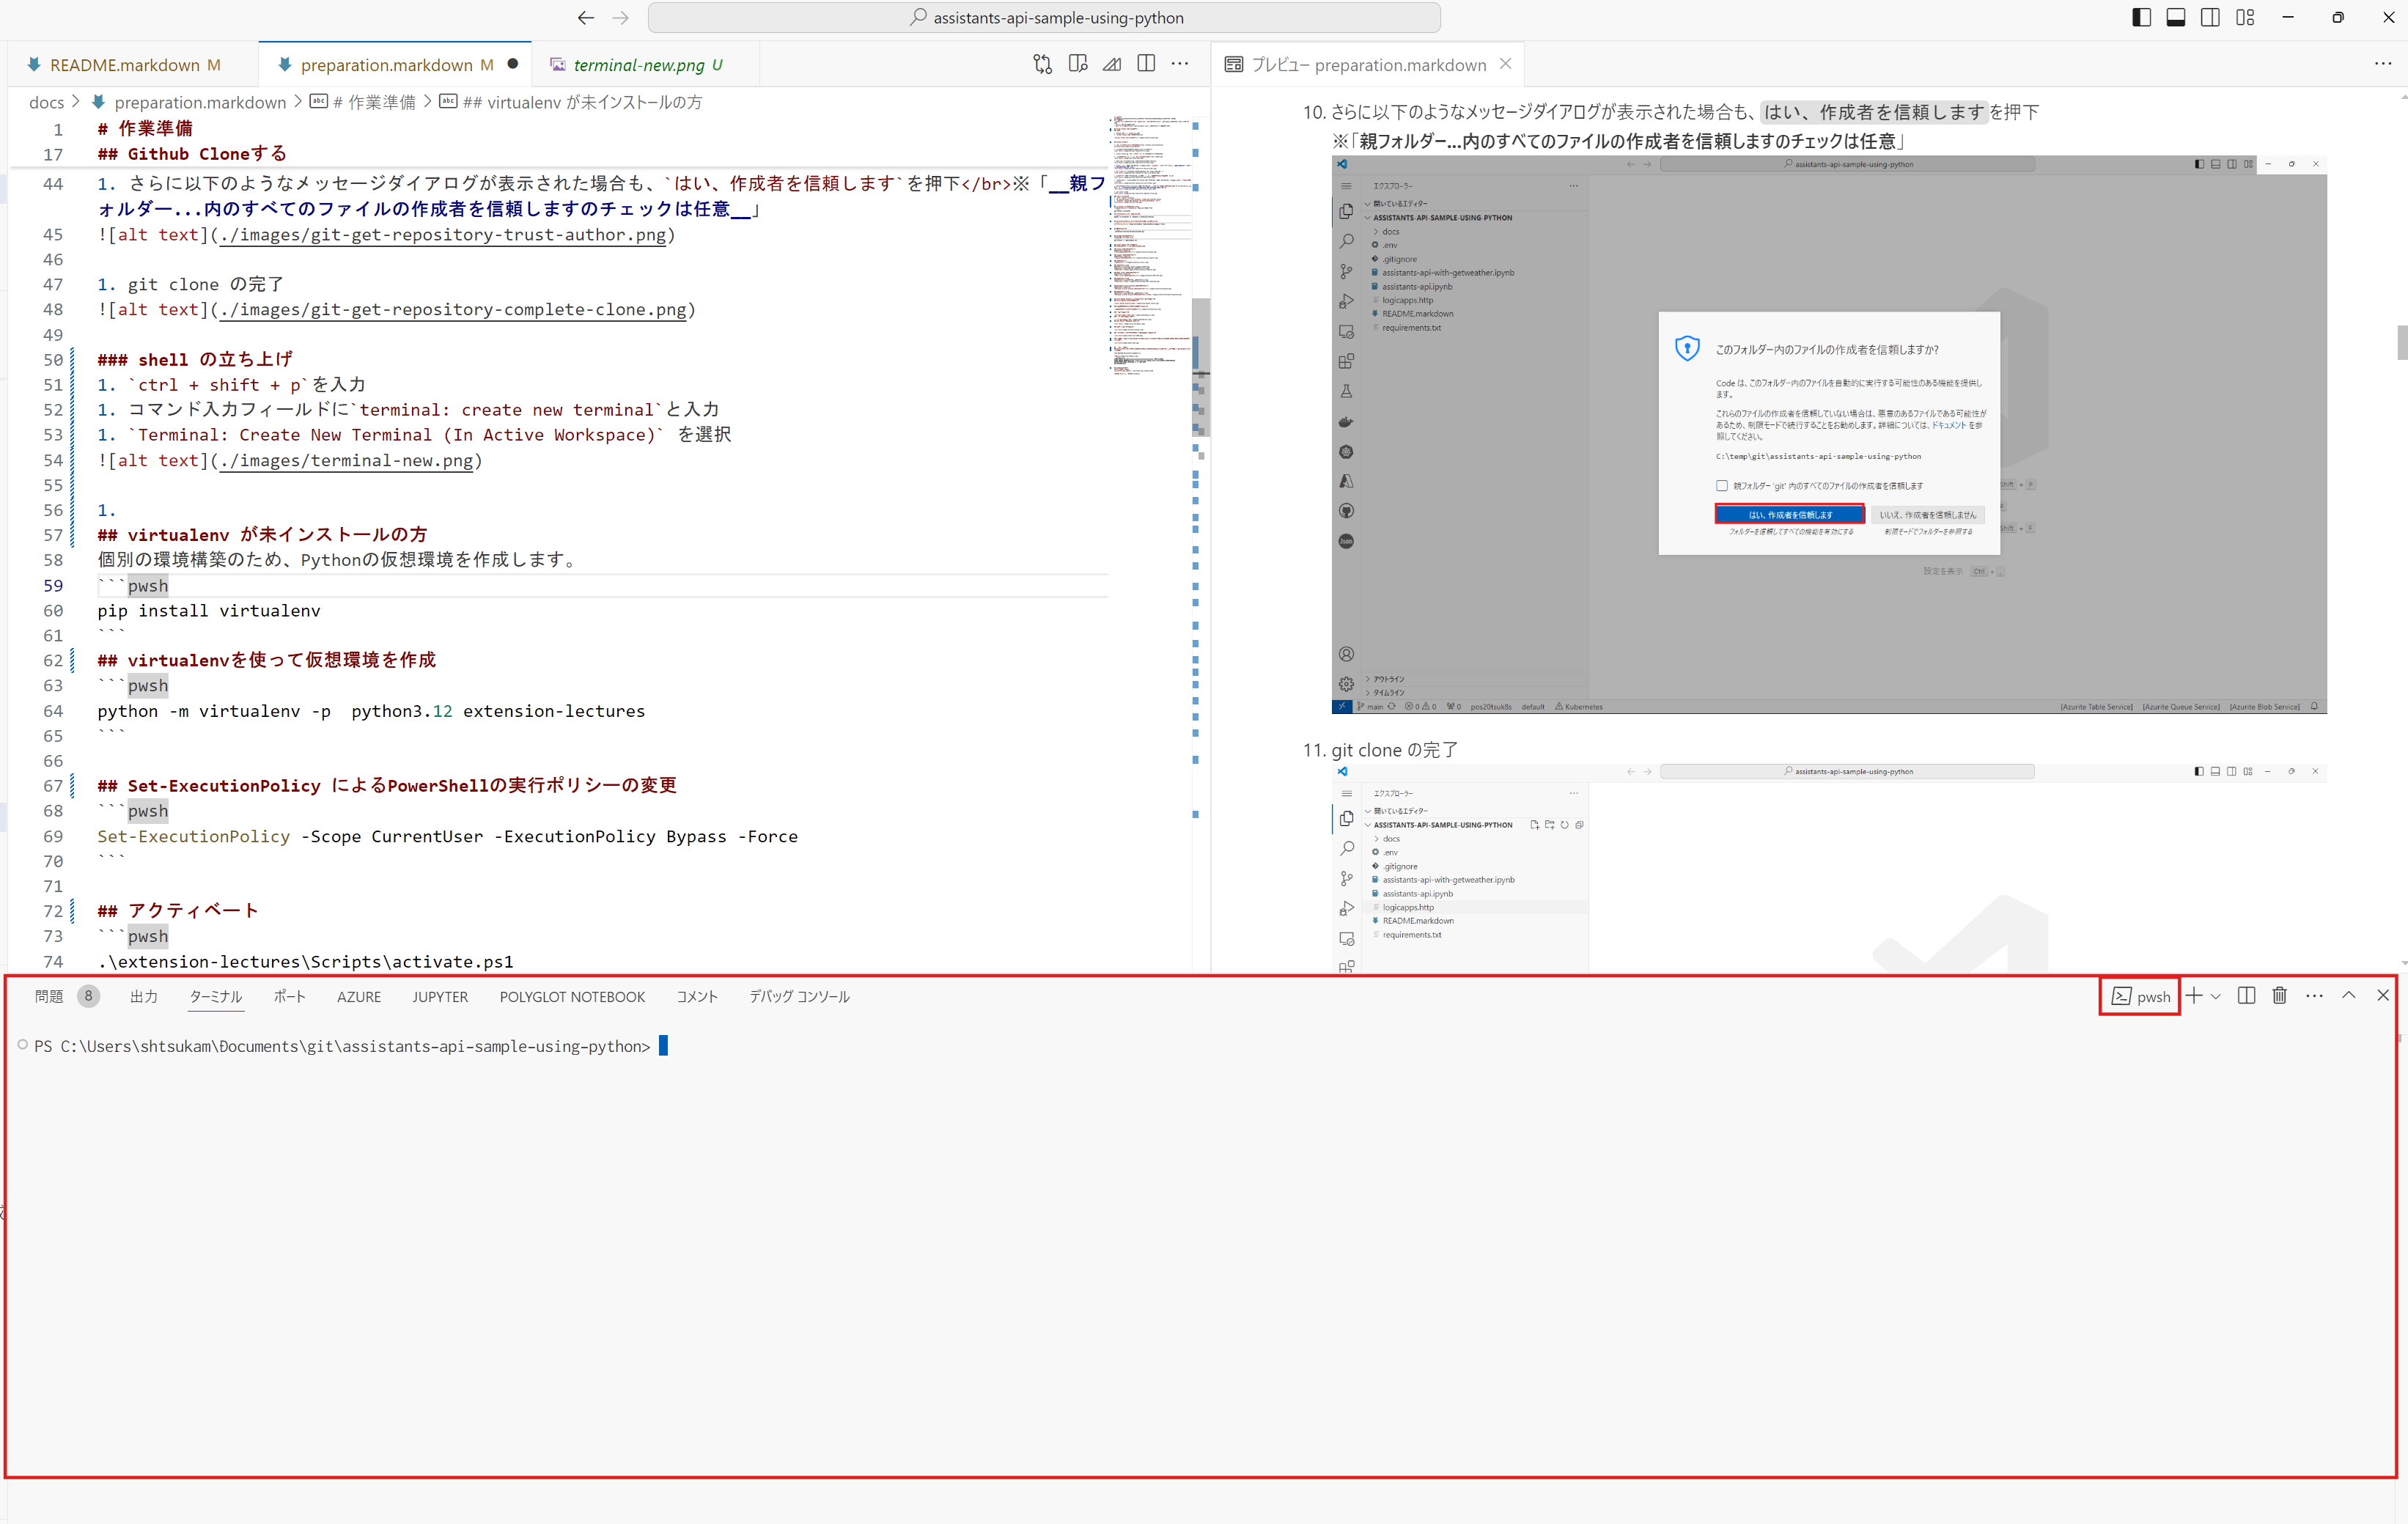 assistants-api-sample-using-python
README.markdown M
preparation.markdown M
terminal-new.png U
プレビュー preparation.markdown
docs > preparation.markdown > # 作業準備 > ## virtualenv が未インストールの方
1 # 作業準備
17 ## Github Cloneする
44 1. さらに以下のようなメッセージダイアログが表示された場合も、`はい、作成者を信頼します`を押下</br>※「__親フ
ォルダー...内のすべてのファイルの作成者を信頼しますのチェックは任意__」
45 ![alt text](./images/git-get-repository-trust-author.png)
46
47 1. git clone の完了
48 ![alt text](./images/git-get-repository-complete-clone.png)
49
50 ### shell の立ち上げ
51 1. `ctrl + shift + p`を入力
52 1. コマンド入力フィールドに`terminal: create new terminal`と入力
53 1. `Terminal: Create New Terminal (In Active Workspace)` を選択
54 ![alt text](./images/terminal-new.png)
55
56 1.
57 ## virtualenv が未インストールの方
58 個別の環境構築のため、Pythonの仮想環境を作成します。
59 ```pwsh
60 pip install virtualenv
61 ```
62 ## virtualenvを使って仮想環境を作成
63 ```pwsh
64 python -m virtualenv -p  python3.12 extension-lectures
65 ```
66
67 ## Set-ExecutionPolicy によるPowerShellの実行ポリシーの変更
68 ```pwsh
69 Set-ExecutionPolicy -Scope CurrentUser -ExecutionPolicy Bypass -Force
70 ```
71
72 ## アクティベート
73 ```pwsh
74 .\extension-lectures\Scripts\activate.ps1
10. さらに以下のようなメッセージダイアログが表示された場合も、はい、作成者を信頼します を押下
※「親フォルダー...内のすべてのファイルの作成者を信頼しますのチェックは任意」
assistants-api-sample-using-python
エクスプローラー
開いているエディター
ASSISTANTS-API-SAMPLE-USING-PYTHON
docs
.env
.gitignore
assistants-api-with-getweather.ipynb
assistants-api.ipynb
logicapps.http
README.markdown
requirements.txt
このフォルダー内のファイルの作成者を信頼しますか?
Code は、このフォルダー内のファイルを自動的に実行する可能性のある機能を提供し
ます。
これらのファイルの作成者を信頼していない場合は、悪意のあるファイルである可能性が
あるため、制限モードで続行することをお勧めします。詳細については、ドキュメント を参
照してください。
C:\temp\git\assistants-api-sample-using-python
親フォルダー 'git' 内のすべてのファイルの作成者を信頼します
はい、作成者を信頼します
いいえ、作成者を信頼しません
フォルダーを信頼してすべての機能を有効にする
制限モードでフォルダーを参照する
Shift + P
Shift + F
設定を表示 Ctrl + ,
アウトライン
タイムライン
main 0 0 0 pos20tsuk8s default Kubernetes
[Azurite Table Service] [Azurite Queue Service] [Azurite Blob Service]
11. git clone の完了
assistants-api-sample-using-python
エクスプローラー
開いているエディター
ASSISTANTS-API-SAMPLE-USING-PYTHON
docs
.env
.gitignore
assistants-api-with-getweather.ipynb
assistants-api.ipynb
logicapps.http
README.markdown
requirements.txt
問題 8 出力 ターミナル ポート AZURE JUPYTER POLYGLOT NOTEBOOK コメント デバッグ コンソール
pwsh
PS C:\Users\shtsukam\Documents\git\assistants-api-sample-using-python>